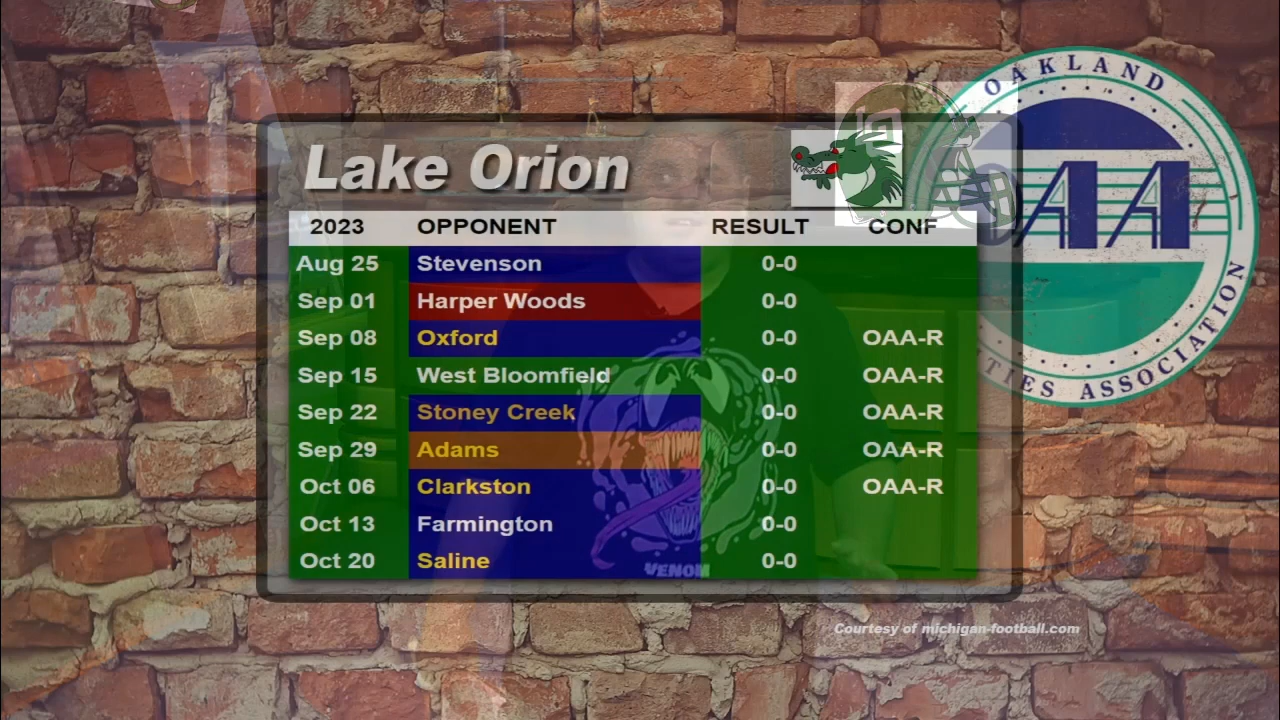 OAKLAND
Lake Orion
AA
2023 OPPONENT RESULT CONF
Aug 25 Stevenson 0-0
Sep 01 Harper Woods 0-0
Sep 08 Oxford 0-0 OAA-R
Sep 15 West Bloomfield 0-0 OAA-R
TIES ASSOCIATION
Sep 22 Stoney Creek 0-0 OAA-R
Sep 29 Adams 0-0 OAA-R
Oct 06 Clarkston 0-0 OAA-R
Oct 13 Farmington 0-0
Oct 20 Saline 0-0
VENOM
Courtesy of michigan-football.com